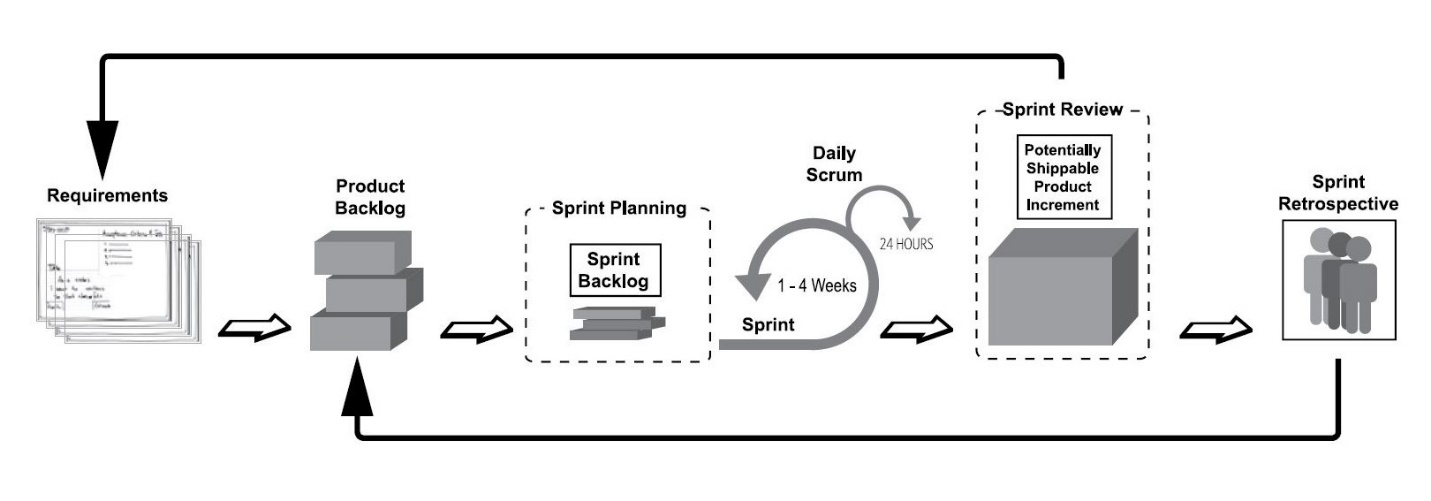 Sprint Review
Potentially
Shippable
Product
Increment
Daily
Scrum
Requirements
Product
Backlog
Sprint Planning
Sprint
Backlog
24 HOURS
1 - 4 Weeks
Sprint
Sprint
Retrospective